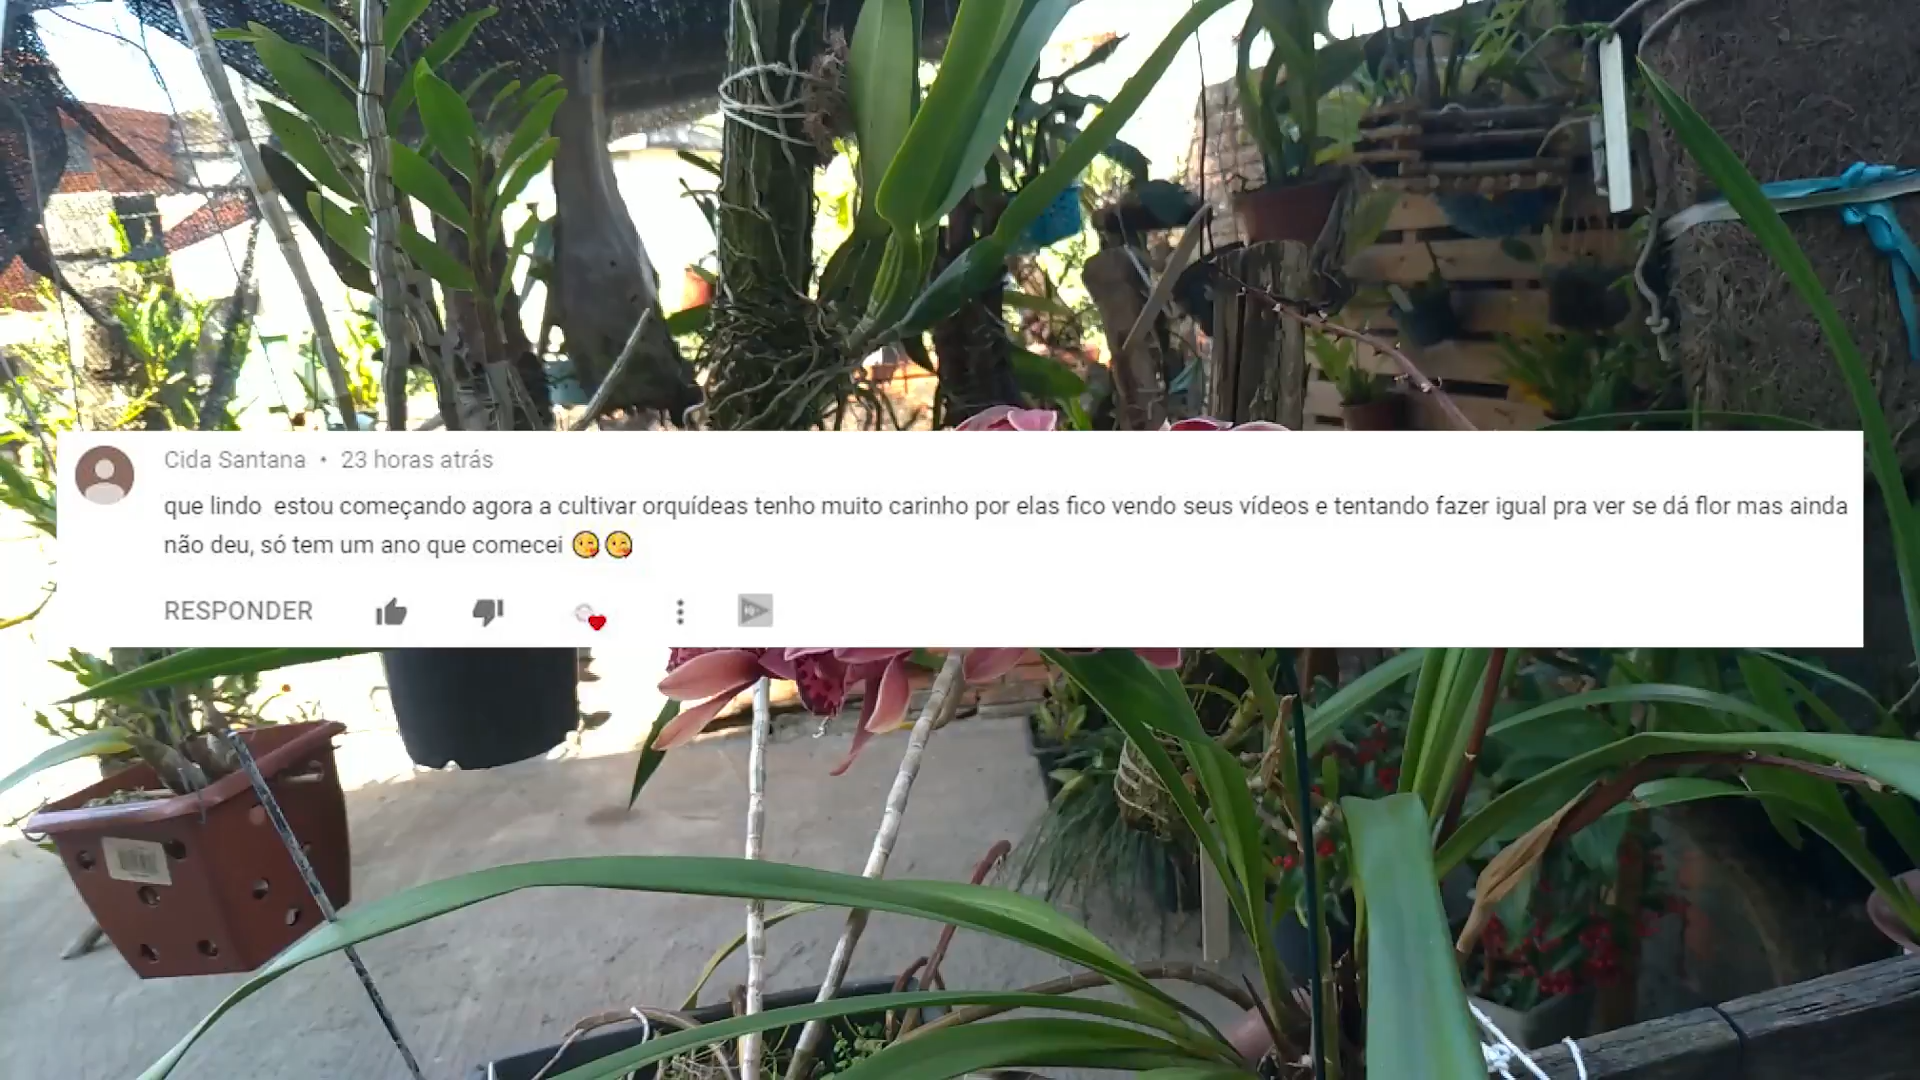 Cida Santana • 23 horas atrás
que lindo  estou começando agora a cultivar orquídeas tenho muito carinho por elas fico vendo seus vídeos e tentando fazer igual pra ver se dá flor mas ainda
não deu, só tem um ano que comecei 😘😘
RESPONDER